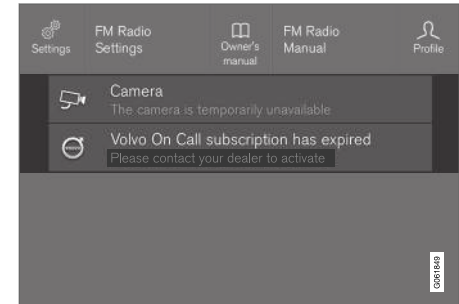 Settings
FM Radio
Settings
Owner's
manual
FM Radio
Manual
Profile
Camera
The camera is temporarily unavailable
Volvo On Call subscription has expired
Please contact your dealer to activate
G061849